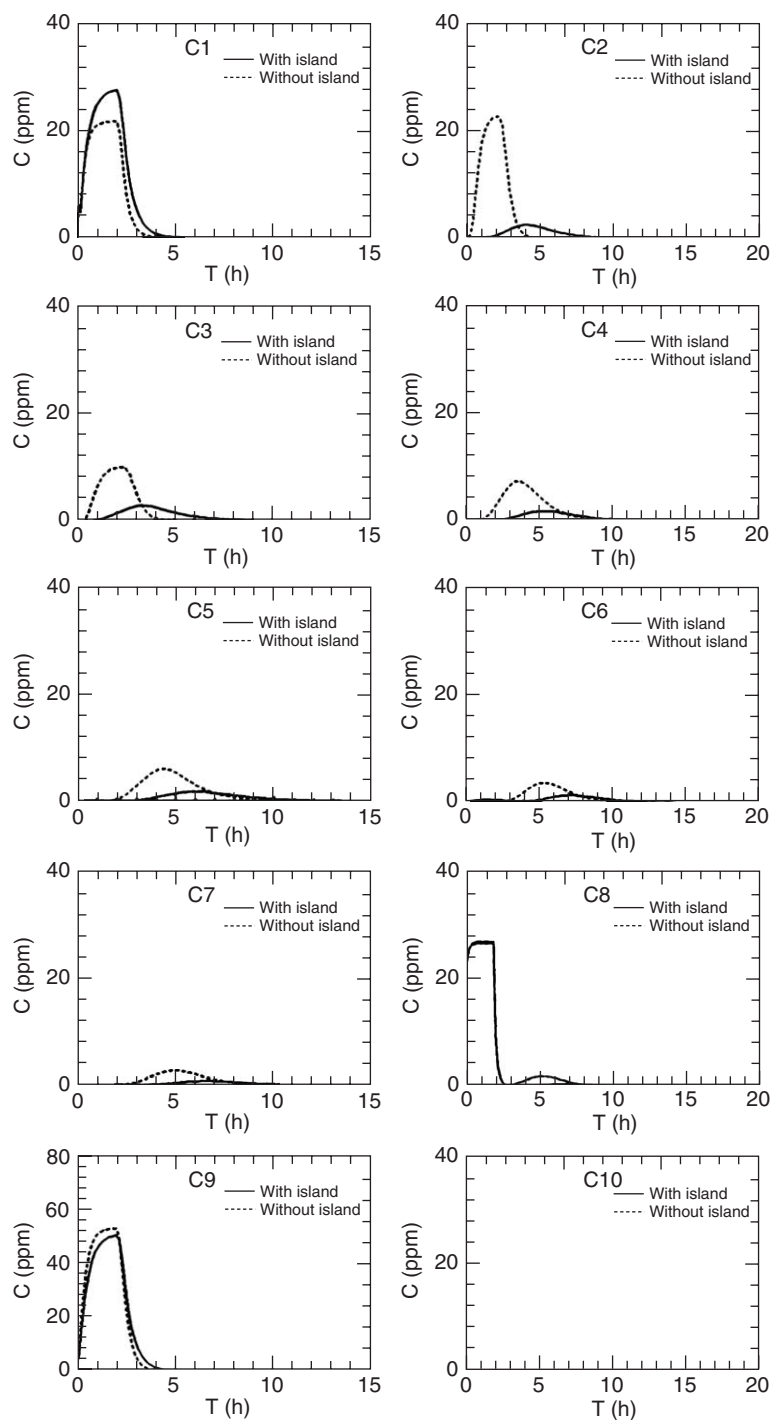 40
C1
With island
Without island
20
C (ppm)
0
0 5 10 15
T (h)
40
C2
With island
Without island
20
C (ppm)
0
0 5 10 15 20
T (h)
40
C3
With island
Without island
20
C (ppm)
0
0 5 10 15
T (h)
40
C4
With island
Without island
20
C (ppm)
0
0 5 10 15 20
T (h)
40
C5
With island
Without island
20
C (ppm)
0
0 5 10 15
T (h)
40
C6
With island
Without island
20
C (ppm)
0
0 5 10 15 20
T (h)
40
C7
With island
Without island
20
C (ppm)
0
0 5 10 15
T (h)
40
C8
With island
Without island
20
C (ppm)
0
0 5 10 15 20
T (h)
80
C9
With island
Without island
60
40
C (ppm)
20
0
0 5 10 15
T (h)
40
C10
With island
Without island
20
C (ppm)
0
0 5 10 15 20
T (h)